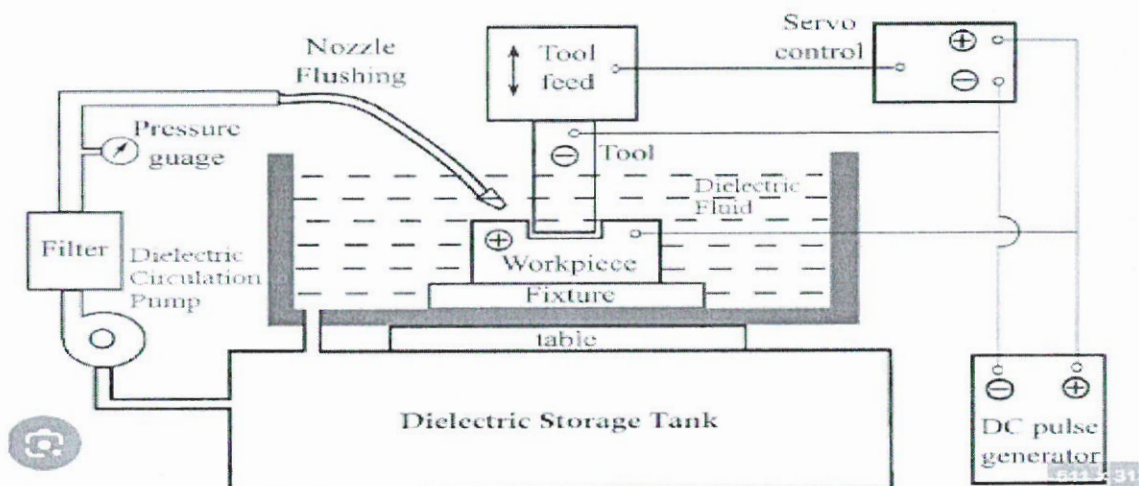 Nozzle
Flushing
Tool
feed
Servo
control
⊕
⊖
Pressure
guage
⊖ Tool
Dielectric
Fluid
Filter
Dielectric
Circulation
Pump
⊕
Workpiece
Fixture
table
Dielectric Storage Tank
⊖ ⊕
DC pulse
generator